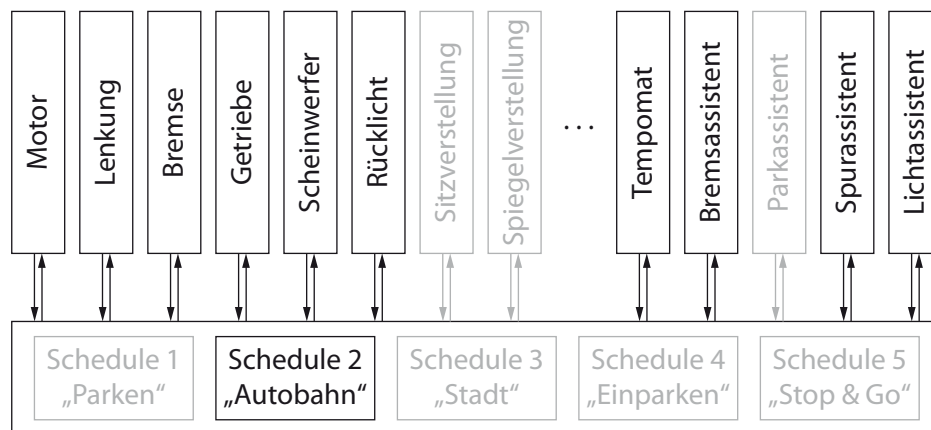 Motor
Lenkung
Bremse
Getriebe
Scheinwerfer
Rücklicht
Sitzverstellung
Spiegelverstellung
...
Tempomat
Bremsassistent
Parkassistent
Spurassistent
Lichtassistent
Schedule 1
„Parken“
Schedule 2
„Autobahn“
Schedule 3
„Stadt“
Schedule 4
„Einparken“
Schedule 5
„Stop & Go“